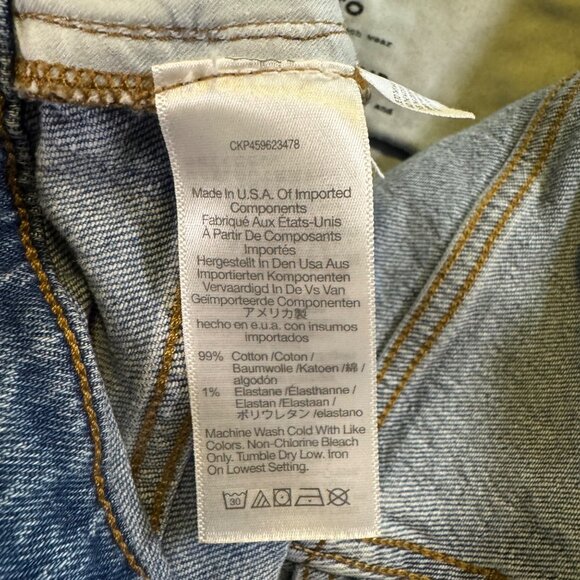 TO
wear
and
CKP459623478
Made In U.S.A. Of Imported
Components
Fabriqué Aux États-Unis
À Partir De Composants
Importés
Hergestellt In Den Usa Aus
Importierten Komponenten
Vervaardigd In De Vs Van
Geïmporteerde Componenten
アメリカ製
hecho en e.u.a. con insumos
importados
99% Cotton /Coton /
Baumwolle /Katoen /綿 /
algodón
1% Elastane /Élasthanne /
Elastan /Elastaan /
ポリウレタン /elastano
Machine Wash Cold With Like
Colors. Non-Chlorine Bleach
Only. Tumble Dry Low. Iron
On Lowest Setting.
30